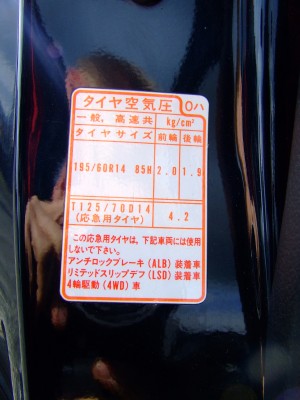 タイヤ空気圧 0ハ
一般，高速共 kg/cm²
タイヤサイズ 前輪 後輪
195/60R14 85H 2.0 1.9
T125/70D14 4.2
(応急用タイヤ)
この応急用タイヤは、下記車両には使用
しないで下さい。
アンチロックブレーキ(ALB)装着車
リミテッドスリップデフ(LSD)装着車
4輪駆動(4WD)車